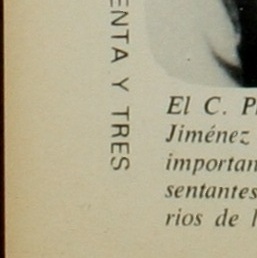 ENTA Y TRES
El C. P
Jiménez
importan
sentantes
rios de l